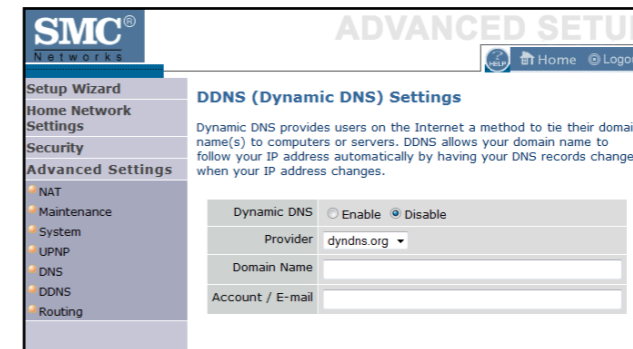 SMC®
Networks
ADVANCED SETU
HELP
Home
Logou
Setup Wizard
Home Network
Settings
Security
Advanced Settings
NAT
Maintenance
System
UPNP
DNS
DDNS
Routing
DDNS (Dynamic DNS) Settings
Dynamic DNS provides users on the Internet a method to tie their domai
name(s) to computers or servers. DDNS allows your domain name to
follow your IP address automatically by having your DNS records change
when your IP address changes.
Dynamic DNS Enable Disable
Provider dyndns.org
Domain Name
Account / E-mail